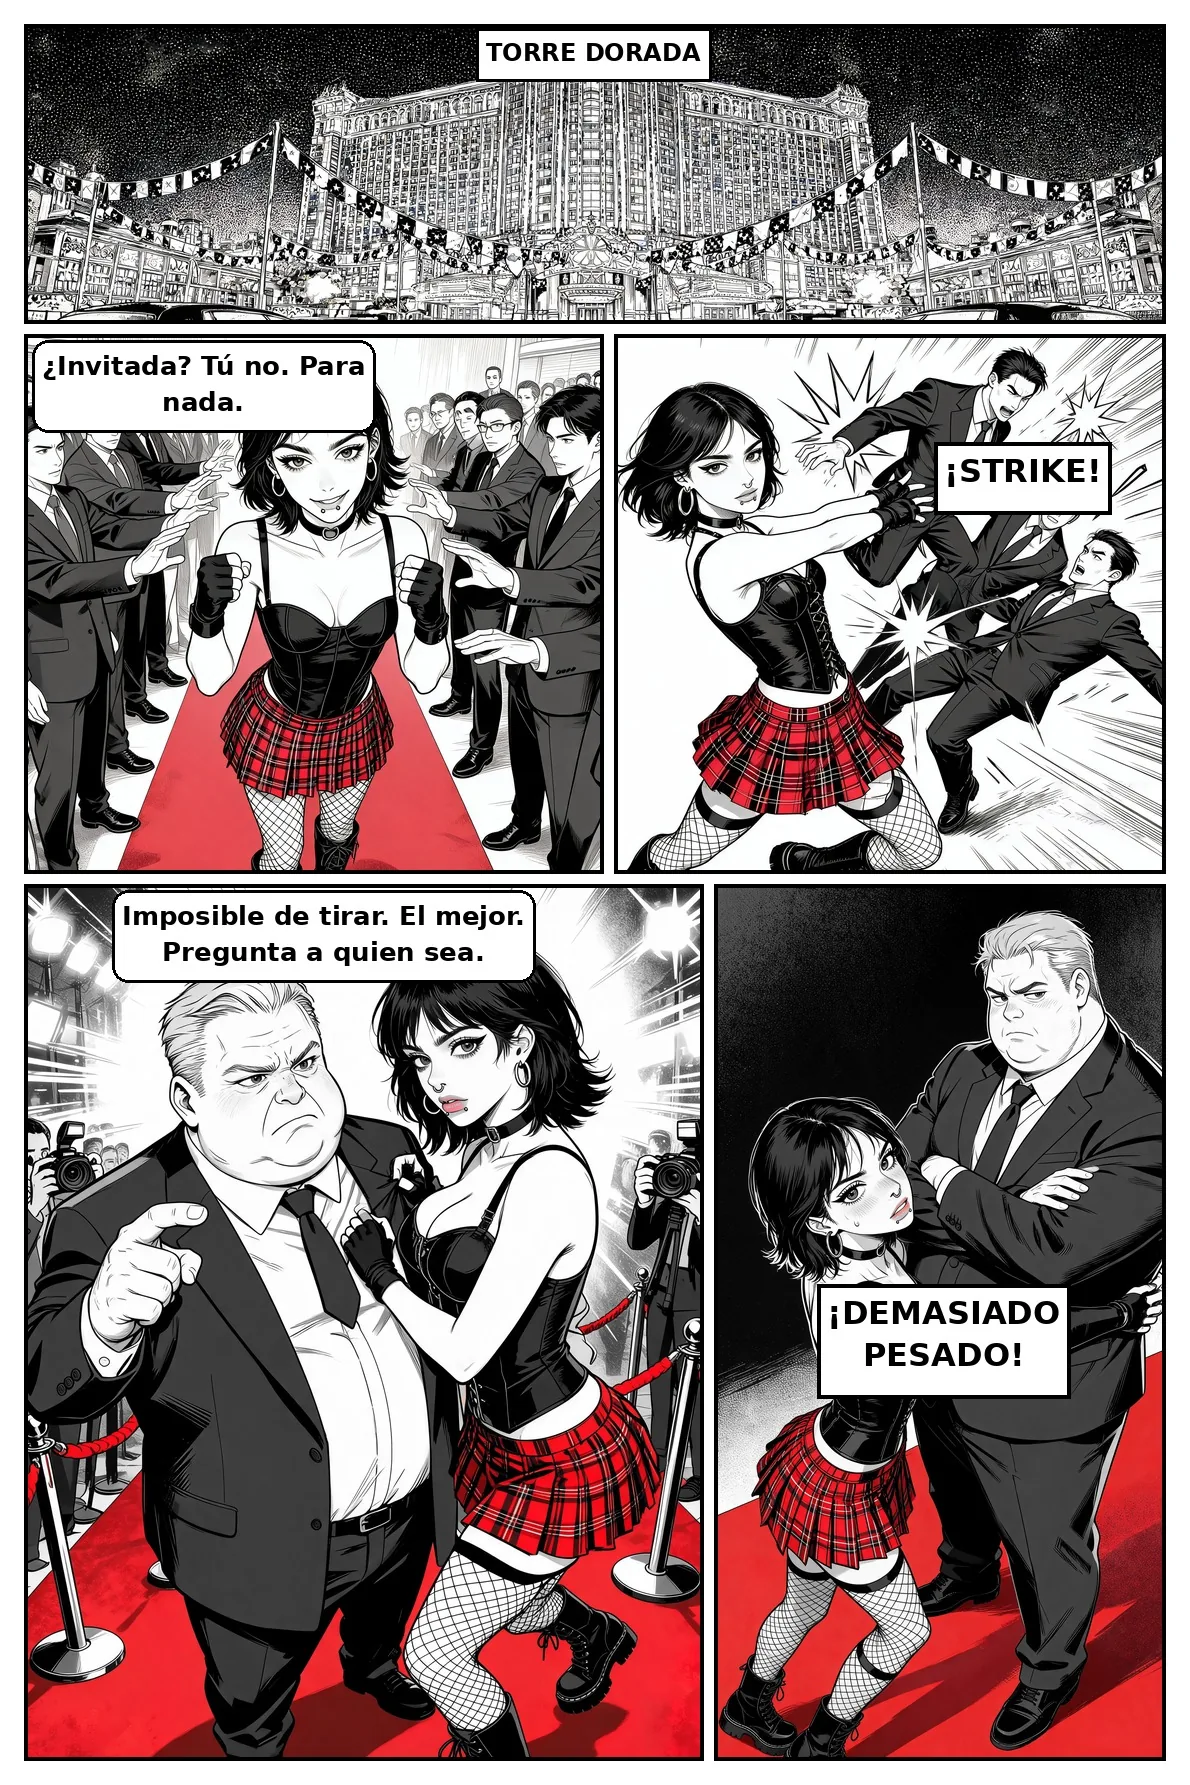 TORRE DORADA
¿Invitada? Tú no. Para
nada.
¡STRIKE!
Imposible de tirar. El mejor.
Pregunta a quien sea.
¡DEMASIADO
PESADO!